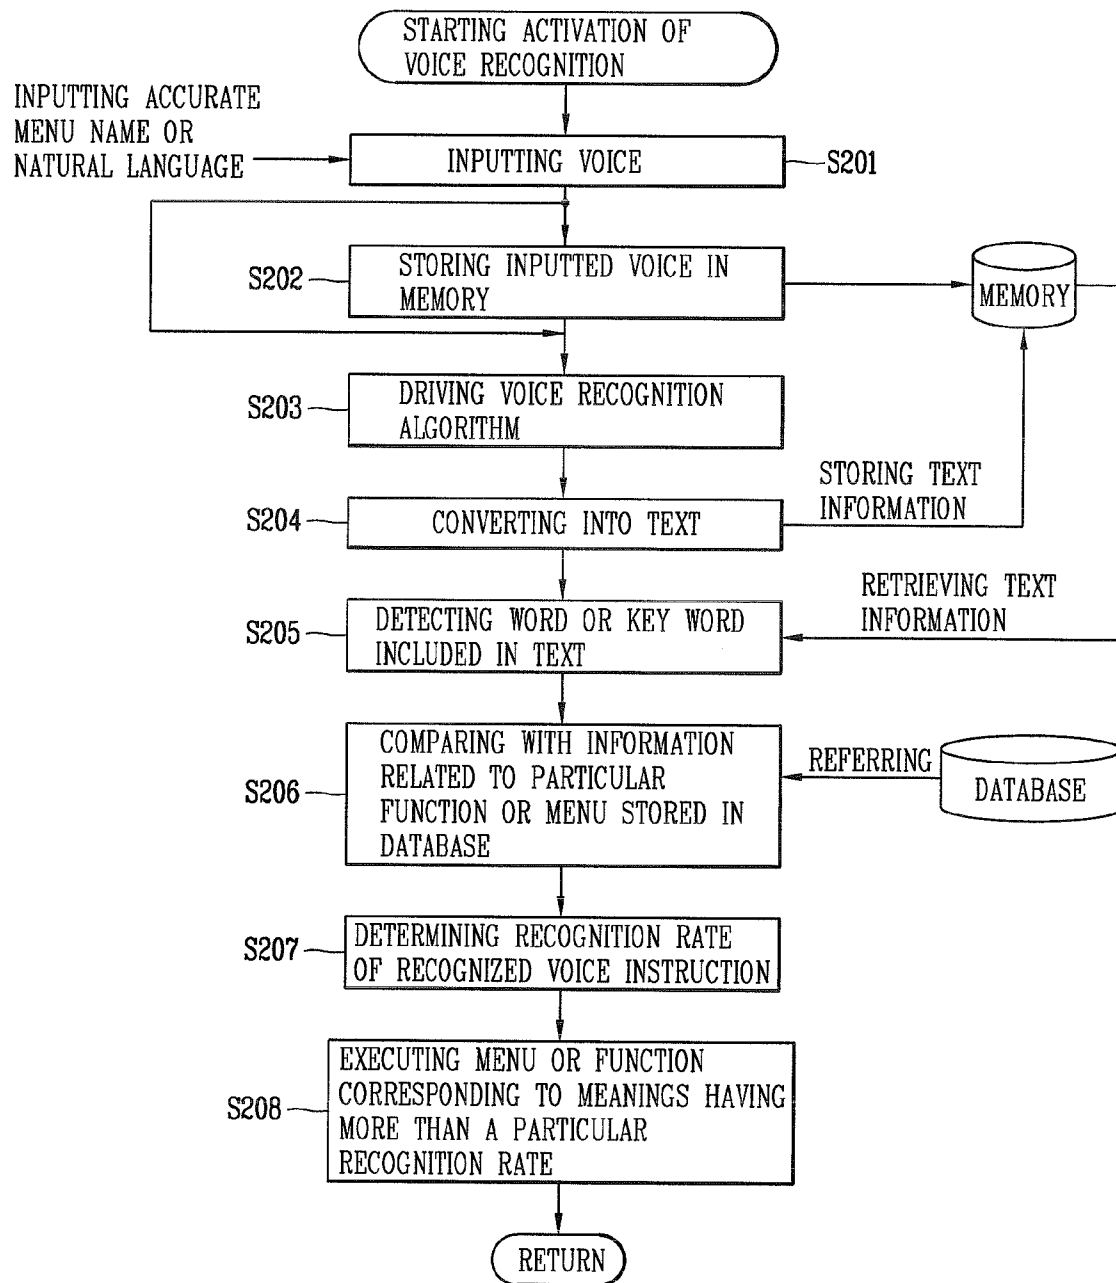 STARTING ACTIVATION OF
VOICE RECOGNITION
INPUTTING ACCURATE
MENU NAME OR
NATURAL LANGUAGE
INPUTTING VOICE
S201
S202
STORING INPUTTED VOICE IN
MEMORY
MEMORY
S203
DRIVING VOICE RECOGNITION
ALGORITHM
STORING TEXT
INFORMATION
S204
CONVERTING INTO TEXT
RETRIEVING TEXT
INFORMATION
S205
DETECTING WORD OR KEY WORD
INCLUDED IN TEXT
S206
COMPARING WITH INFORMATION
RELATED TO PARTICULAR
FUNCTION OR MENU STORED IN
DATABASE
REFERRING
DATABASE
S207
DETERMINING RECOGNITION RATE
OF RECOGNIZED VOICE INSTRUCTION
S208
EXECUTING MENU OR FUNCTION
CORRESPONDING TO MEANINGS HAVING
MORE THAN A PARTICULAR
RECOGNITION RATE
RETURN